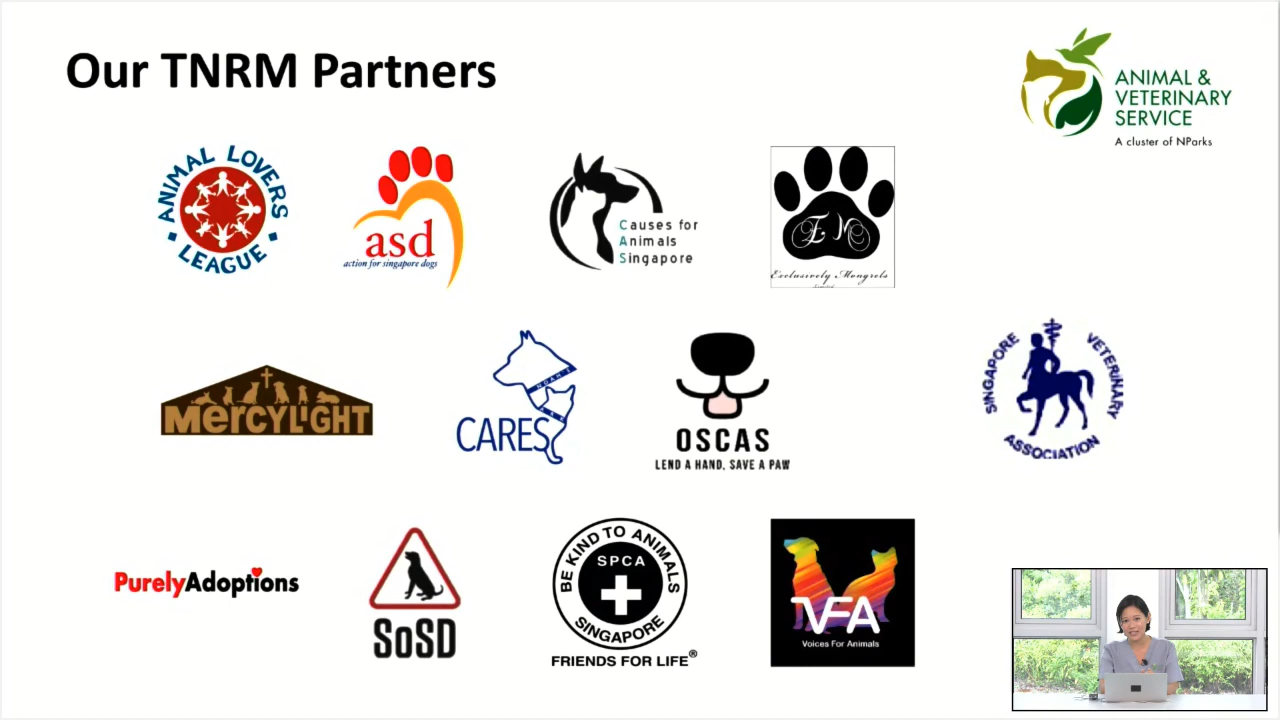 Our TNRM Partners
ANIMAL &
VETERINARY
SERVICE
A cluster of NParks
ANIMAL LOVERS
LEAGUE
asd
action for singapore dogs
Causes for
Animals
Singapore
EM
Exclusively Mongrels
MERCYLIGHT
NOAH'S
CARES
OSCAS
LEND A HAND, SAVE A PAW
SINGAPORE
VETERINARY
ASSOCIATION
PurelyAdoptions
SoSD
BE KIND TO ANIMALS
SPCA
SINGAPORE
FRIENDS FOR LIFE®
VFA
Voices For Animals